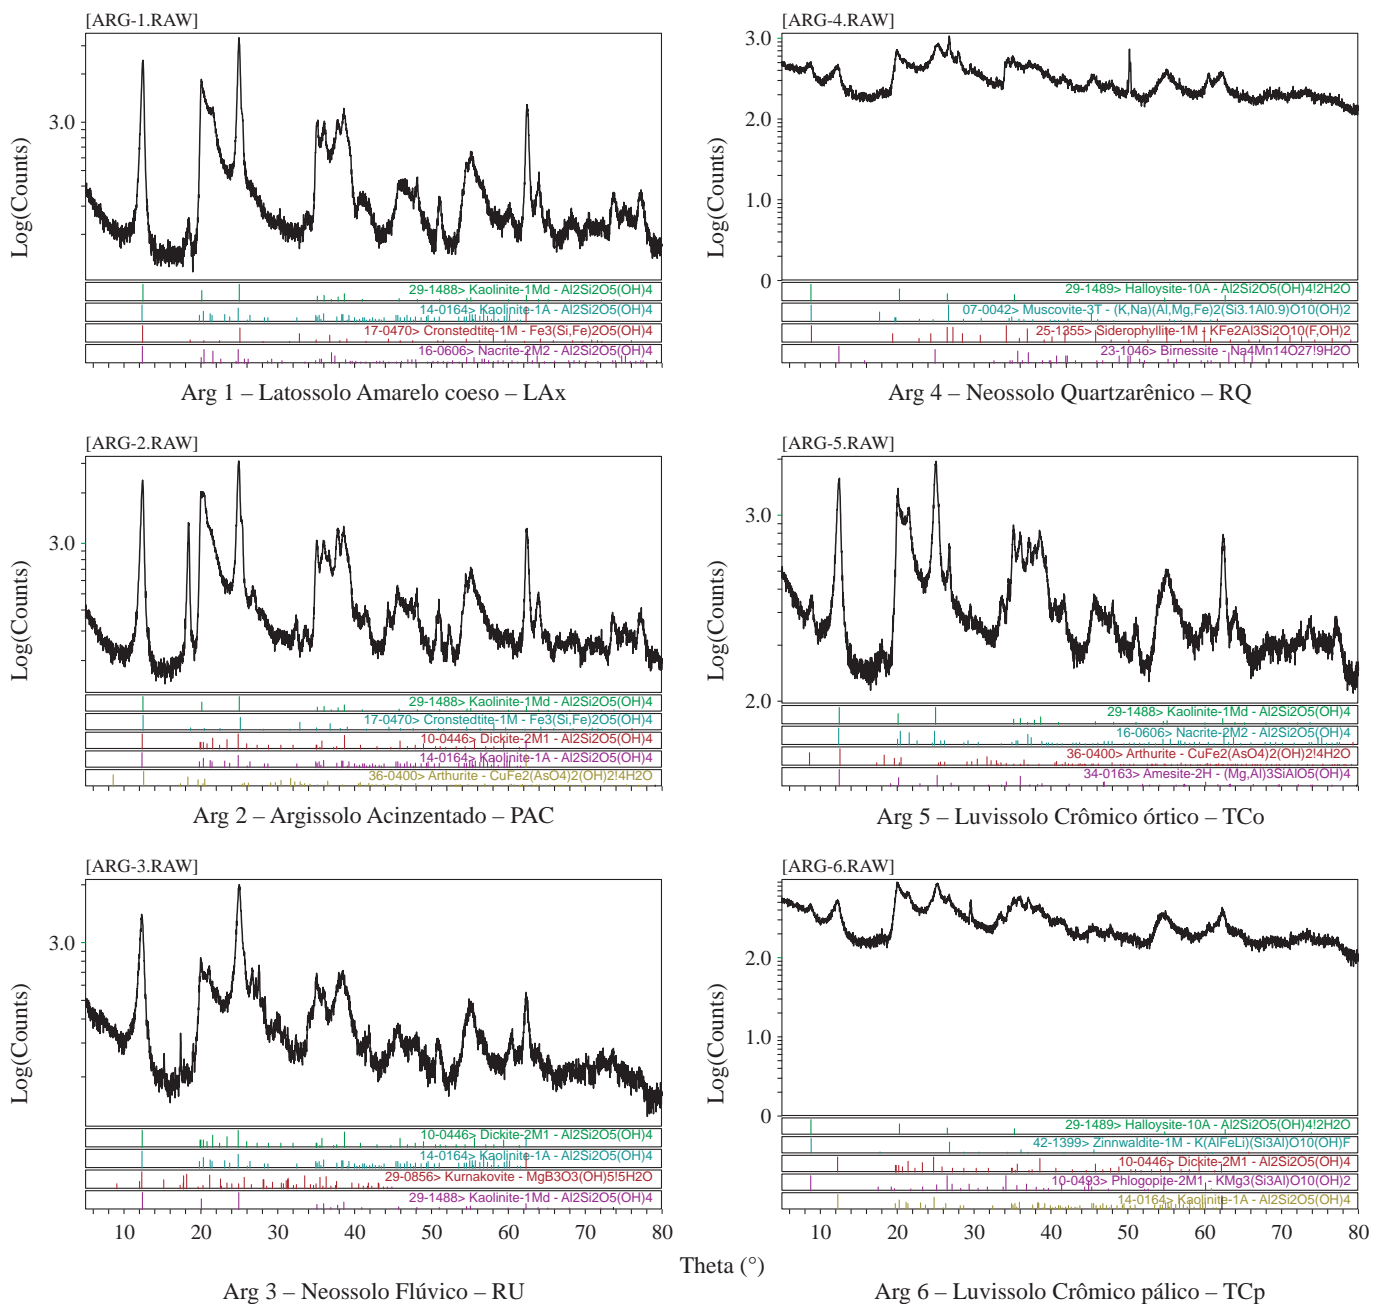 [ARG-1.RAW]
3.0
Log(Counts)
29-1488> Kaolinite-1Md - Al2Si2O5(OH)4
14-0164> Kaolinite-1A - Al2Si2O5(OH)4
17-0470> Cronstedtite-1M - Fe3(Si,Fe)2O5(OH)4
16-0606> Nacrite-2M2 - Al2Si2O5(OH)4
Arg 1 – Latossolo Amarelo coeso – LAx
[ARG-4.RAW]
3.0
2.0
1.0
0
Log(Counts)
29-1489> Halloysite-10A - Al2Si2O5(OH)4!2H2O
07-0042> Muscovite-3T - (K,Na)(Al,Mg,Fe)2(Si3.1Al0.9)O10(OH)2
25-1355> Siderophyllite-1M - KFe2Al3Si2O10(F,OH)2
23-1046> Birnessite - Na4Mn14O27!9H2O
Arg 4 – Neossolo Quartzarênico – RQ
[ARG-2.RAW]
3.0
Log(Counts)
29-1488> Kaolinite-1Md - Al2Si2O5(OH)4
17-0470> Cronstedtite-1M - Fe3(Si,Fe)2O5(OH)4
10-0446> Dickite-2M1 - Al2Si2O5(OH)4
14-0164> Kaolinite-1A - Al2Si2O5(OH)4
36-0400> Arthurite - CuFe2(AsO4)2(OH)2!4H2O
Arg 2 – Argissolo Acinzentado – PAC
[ARG-5.RAW]
3.0
2.0
Log(Counts)
29-1488> Kaolinite-1Md - Al2Si2O5(OH)4
16-0606> Nacrite-2M2 - Al2Si2O5(OH)4
36-0400> Arthurite - CuFe2(AsO4)2(OH)2!4H2O
34-0163> Amesite-2H - (Mg,Al)3SiAlO5(OH)4
Arg 5 – Luvissolo Crômico órtico – TCo
[ARG-3.RAW]
3.0
Log(Counts)
10-0446> Dickite-2M1 - Al2Si2O5(OH)4
14-0164> Kaolinite-1A - Al2Si2O5(OH)4
29-0856> Kurnakovite - MgB3O3(OH)5!5H2O
29-1488> Kaolinite-1Md - Al2Si2O5(OH)4
10 20 30 40 50 60 70 80
Arg 3 – Neossolo Flúvico – RU
[ARG-6.RAW]
2.0
1.0
0
Log(Counts)
29-1489> Halloysite-10A - Al2Si2O5(OH)4!2H2O
42-1399> Zinnwaldite-1M - K(AlFeLi)(Si3Al)O10(OH)F
10-0446> Dickite-2M1 - Al2Si2O5(OH)4
10-0493> Phlogopite-2M1 - KMg3(Si3Al)O10(OH)2
14-0164> Kaolinite-1A - Al2Si2O5(OH)4
10 20 30 40 50 60 70 80
Theta (°)
Arg 6 – Luvissolo Crômico pálico – TCp